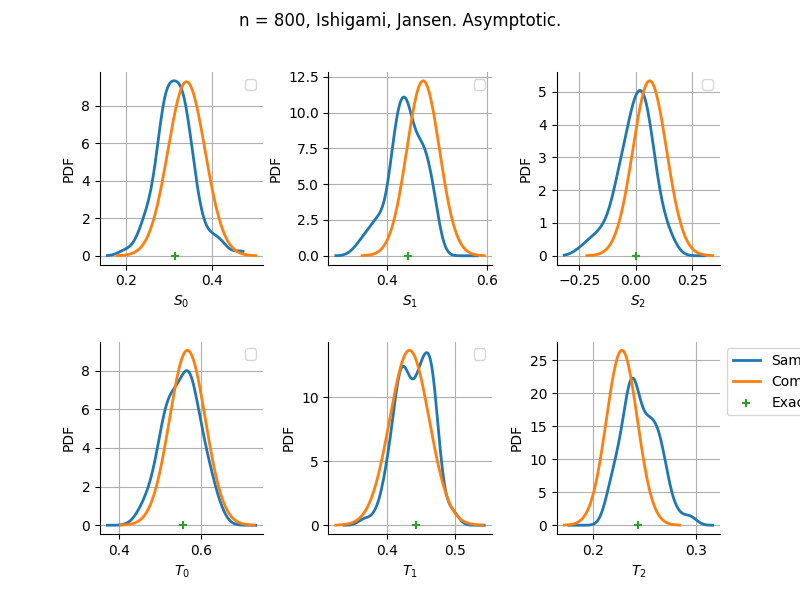 n = 800, Ishigami, Jansen. Asymptotic.
PDF
8
6
4
2
0
0.2
0.4
S₀
PDF
12.5
10.0
7.5
5.0
2.5
0.0
0.4
0.6
S₁
PDF
5
4
3
2
1
0
−0.25
0.00
0.25
S₂
PDF
8
6
4
2
0
0.4
0.6
T₀
PDF
10
5
0
0.4
0.5
T₁
PDF
25
20
15
10
5
0
0.2
0.3
T₂
Sam
Com
Exac